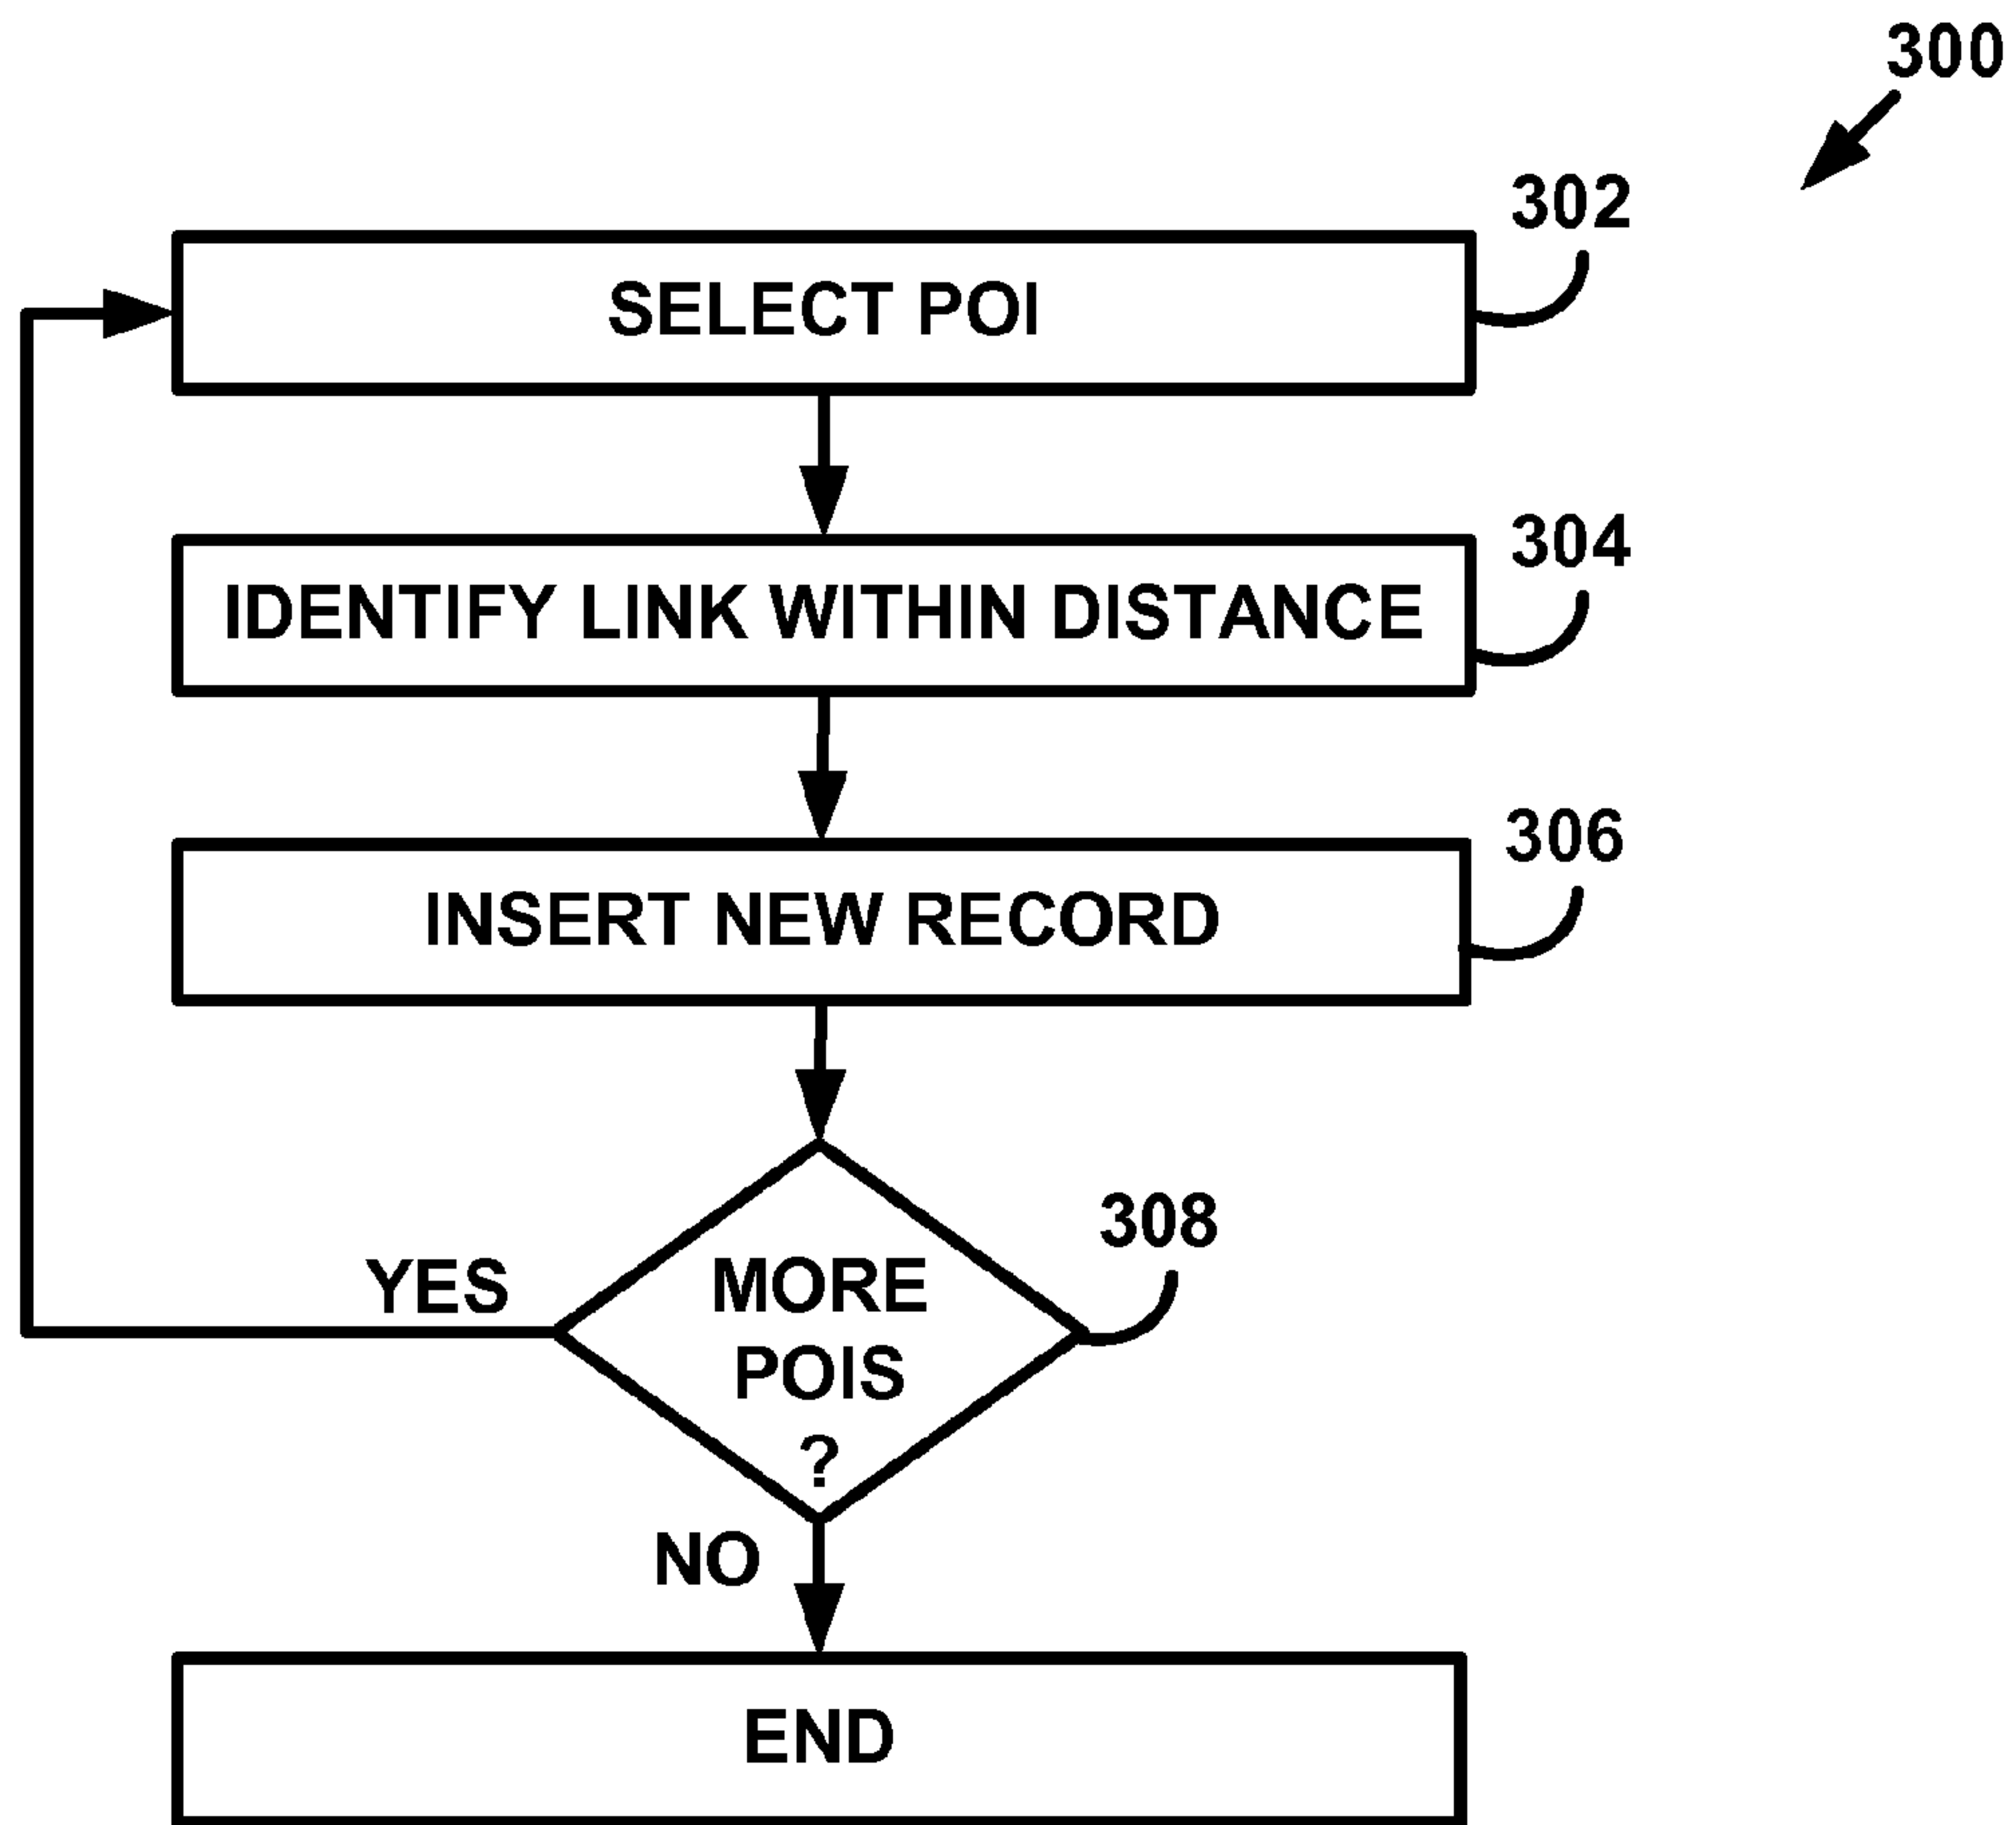 300
302
SELECT POI
304
IDENTIFY LINK WITHIN DISTANCE
306
INSERT NEW RECORD
308
YES
MORE
POIS
?
NO
END